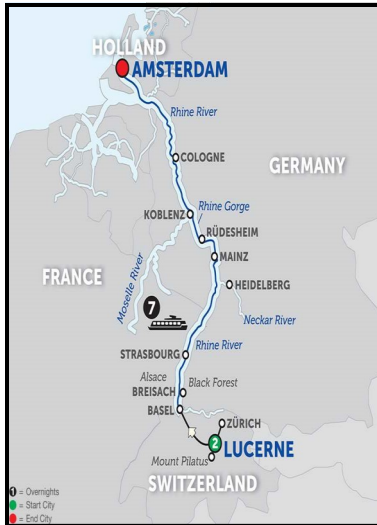 HOLLAND
AMSTERDAM
Rhine River
COLOGNE
GERMANY
Rhine Gorge
KOBLENZ
RÜDESHEIM
MAINZ
FRANCE
Moselle River
HEIDELBERG
7
Neckar River
STRASBOURG
Rhine River
Alsace
Black Forest
BREISACH
BASEL
ZÜRICH
2
LUCERNE
Mount Pilatus
SWITZERLAND
1 = Overnights
= Start City
= End City